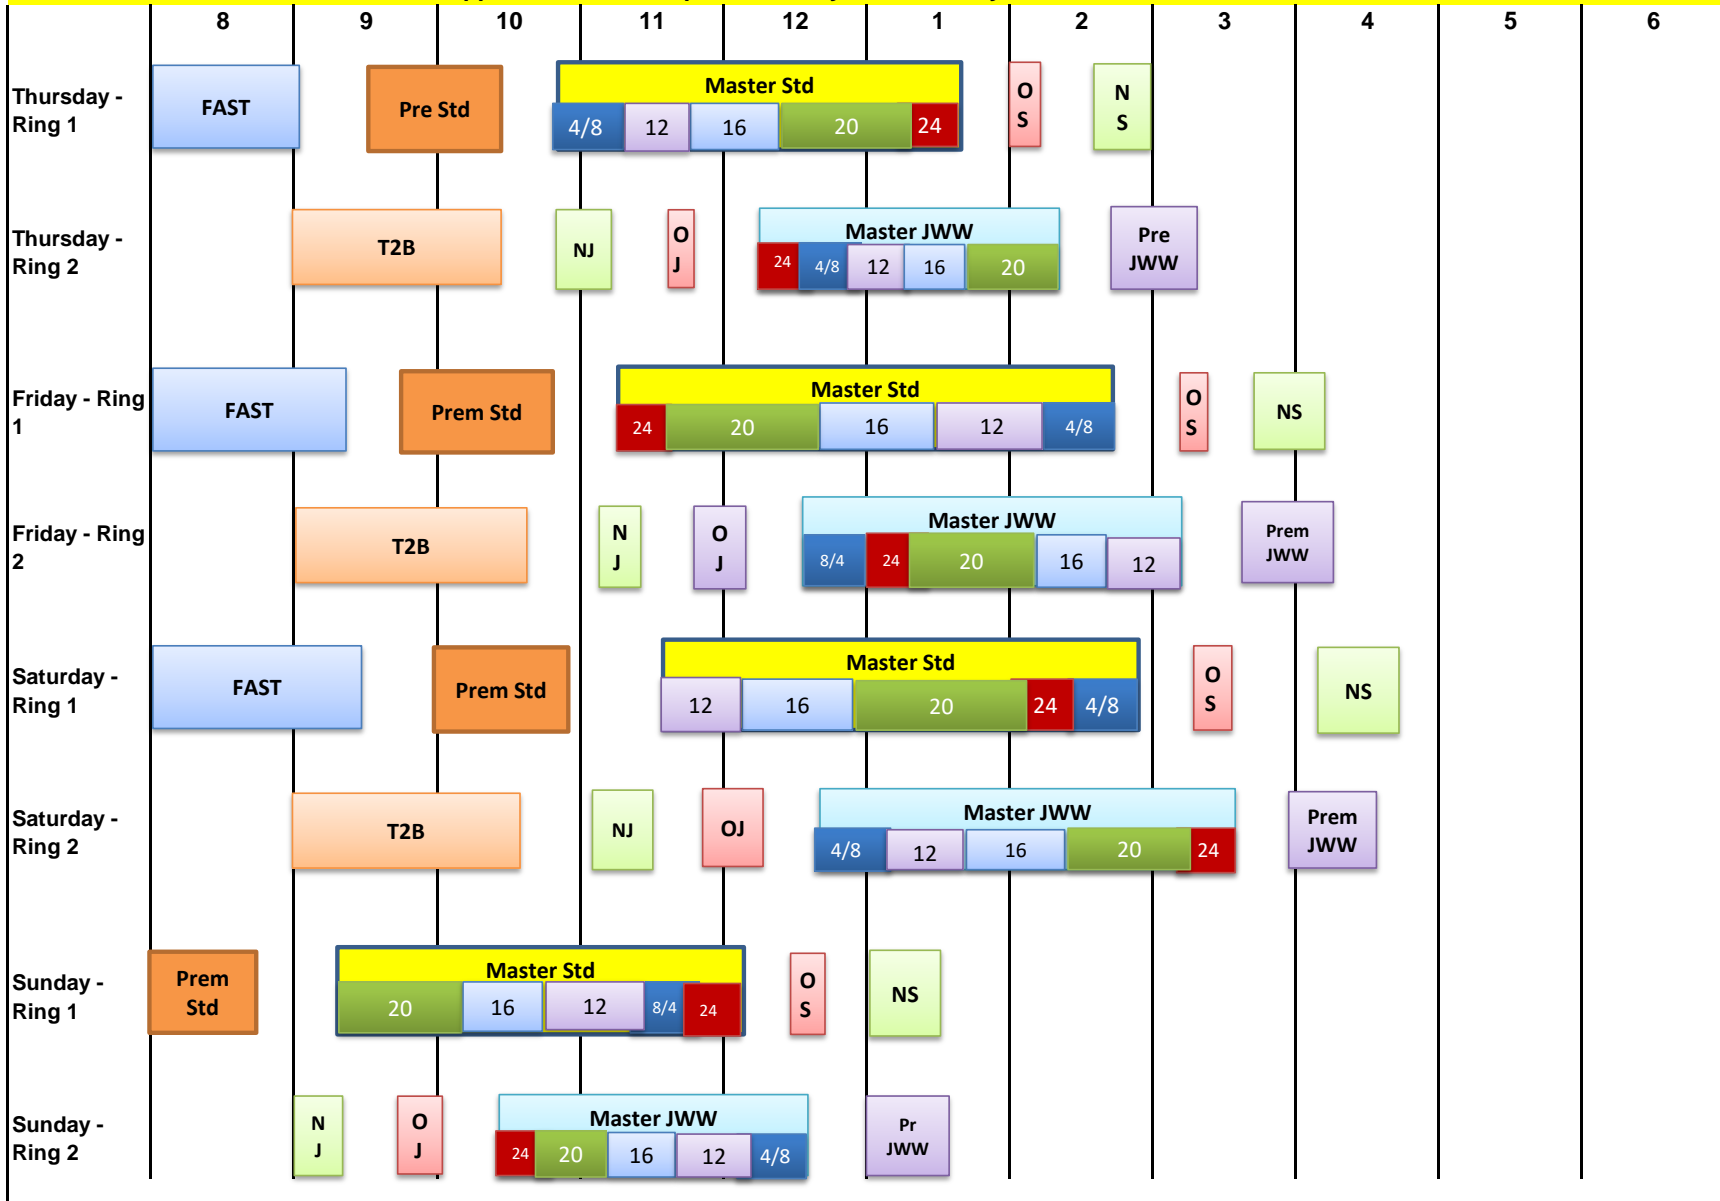 8 9 10 11 12 1 2 3 4 5 6
Thursday -
Ring 1
FAST
Pre Std
Master Std
4/8 12 16 20 24
O
S
N
S
Thursday -
Ring 2
T2B
NJ
O
J
Master JWW
24 4/8 12 16 20
Pre
JWW
Friday - Ring
1
FAST
Prem Std
Master Std
24 20 16 12 4/8
O
S
NS
Friday - Ring
2
T2B
N
J
O
J
Master JWW
8/4 24 20 16 12
Prem
JWW
Saturday -
Ring 1
FAST
Prem Std
Master Std
12 16 20 24 4/8
O
S
NS
Saturday -
Ring 2
T2B
NJ
OJ
Master JWW
4/8 12 16 20 24
Prem
JWW
Sunday -
Ring 1
Prem
Std
Master Std
20 16 12 8/4 24
O
S
NS
Sunday -
Ring 2
N
J
O
J
Master JWW
24 20 16 12 4/8
Pr
JWW